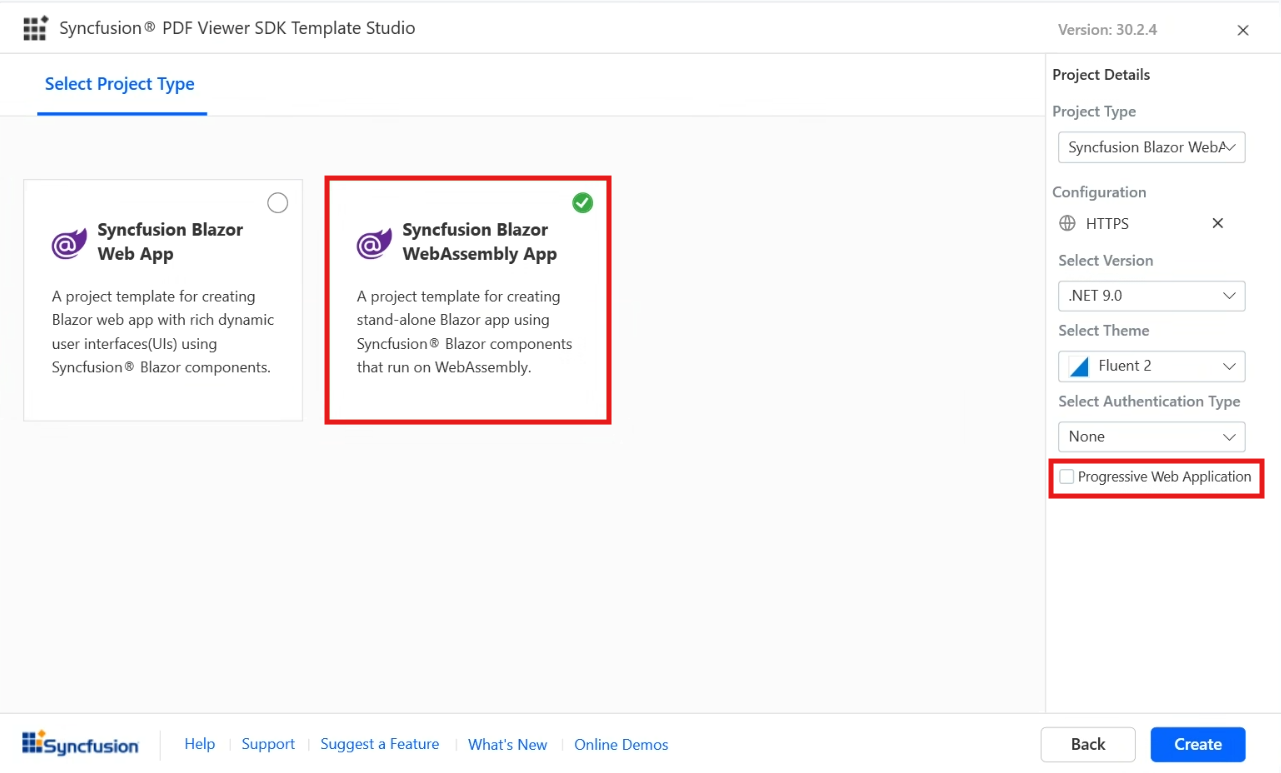 Syncfusion® PDF Viewer SDK Template Studio
Version: 30.2.4
Select Project Type
Syncfusion Blazor
Web App
A project template for creating
Blazor web app with rich dynamic
user interfaces(UIs) using
Syncfusion® Blazor components.
Syncfusion Blazor
WebAssembly App
A project template for creating
stand-alone Blazor app using
Syncfusion® Blazor components
that run on WebAssembly.
Project Details
Project Type
Syncfusion Blazor WebA
Configuration
HTTPS
Select Version
.NET 9.0
Select Theme
Fluent 2
Select Authentication Type
None
Progressive Web Application
Syncfusion
Help
Support
Suggest a Feature
What's New
Online Demos
Back
Create